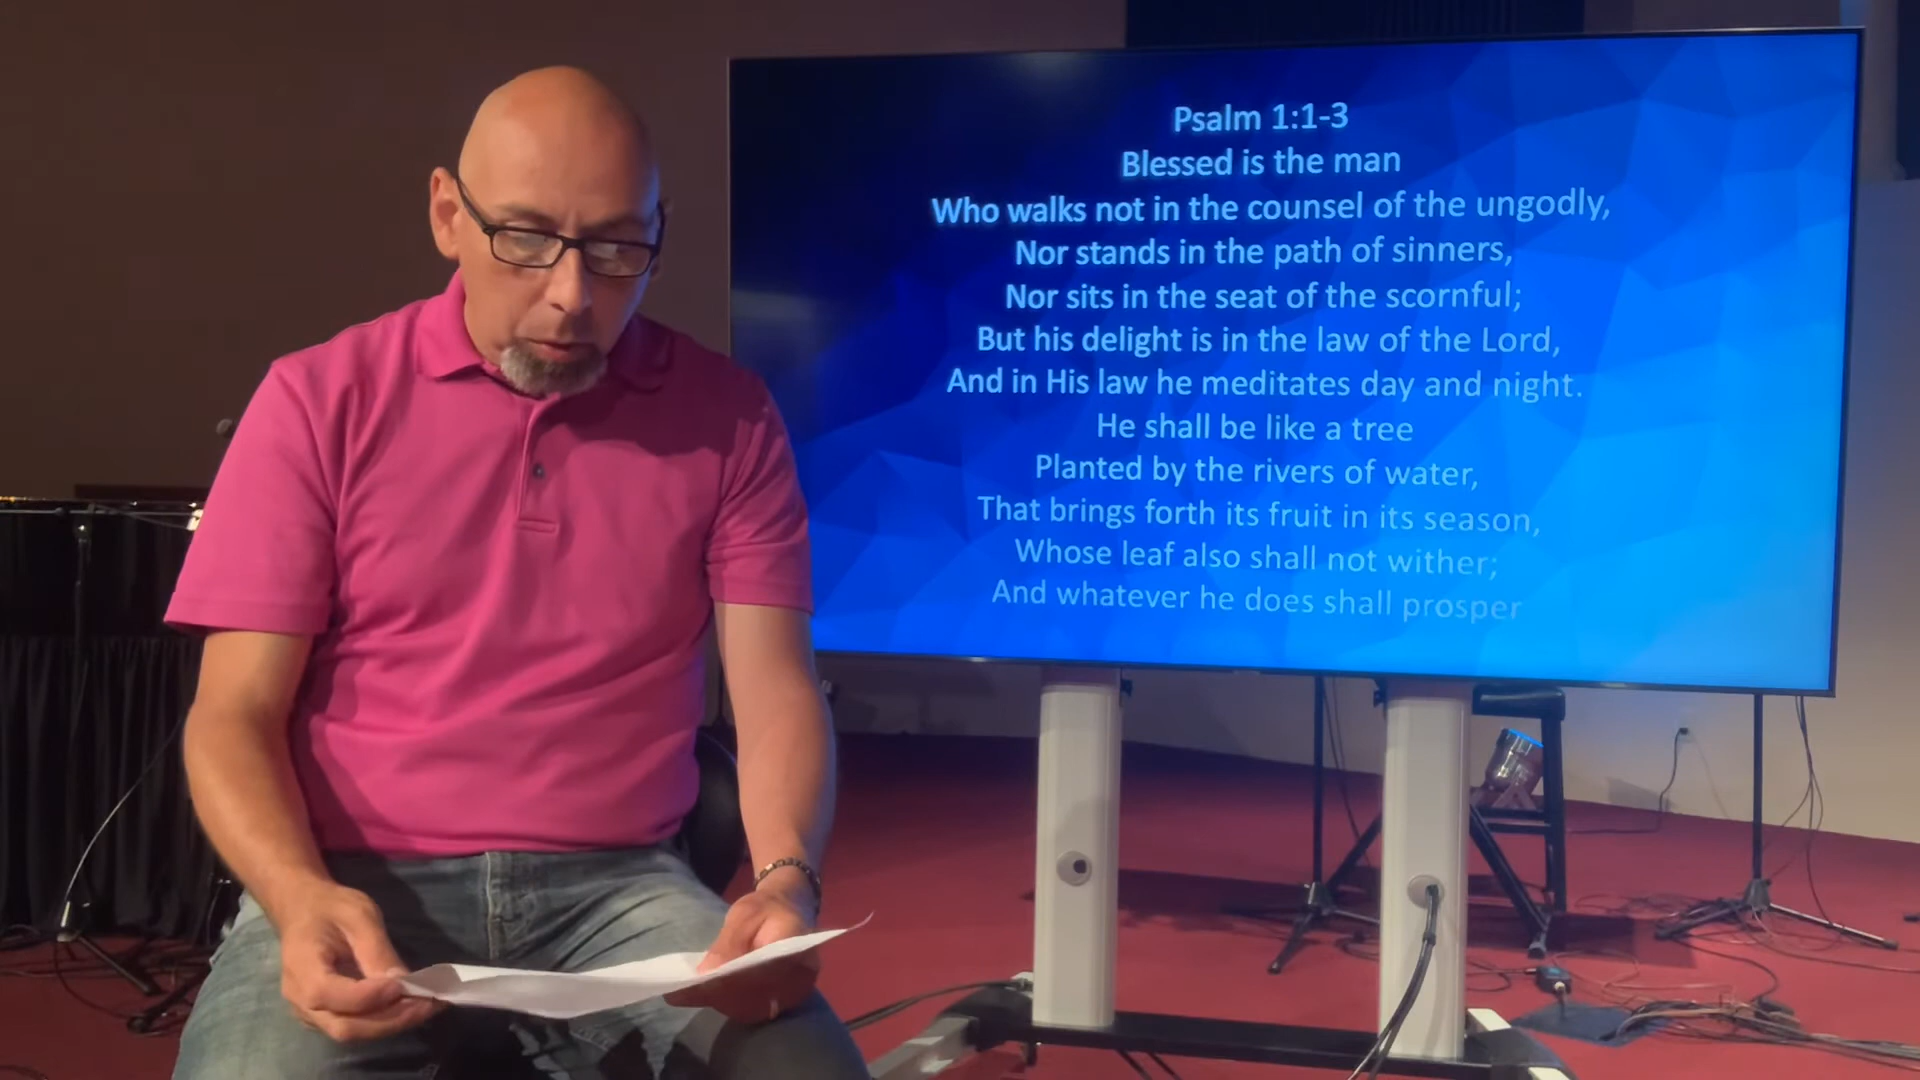 Psalm 1:1-3
Blessed is the man
Who walks not in the counsel of the ungodly,
Nor stands in the path of sinners,
Nor sits in the seat of the scornful;
But his delight is in the law of the Lord,
And in His law he meditates day and night.
He shall be like a tree
Planted by the rivers of water,
That brings forth its fruit in its season,
Whose leaf also shall not wither;
And whatever he does shall prosper